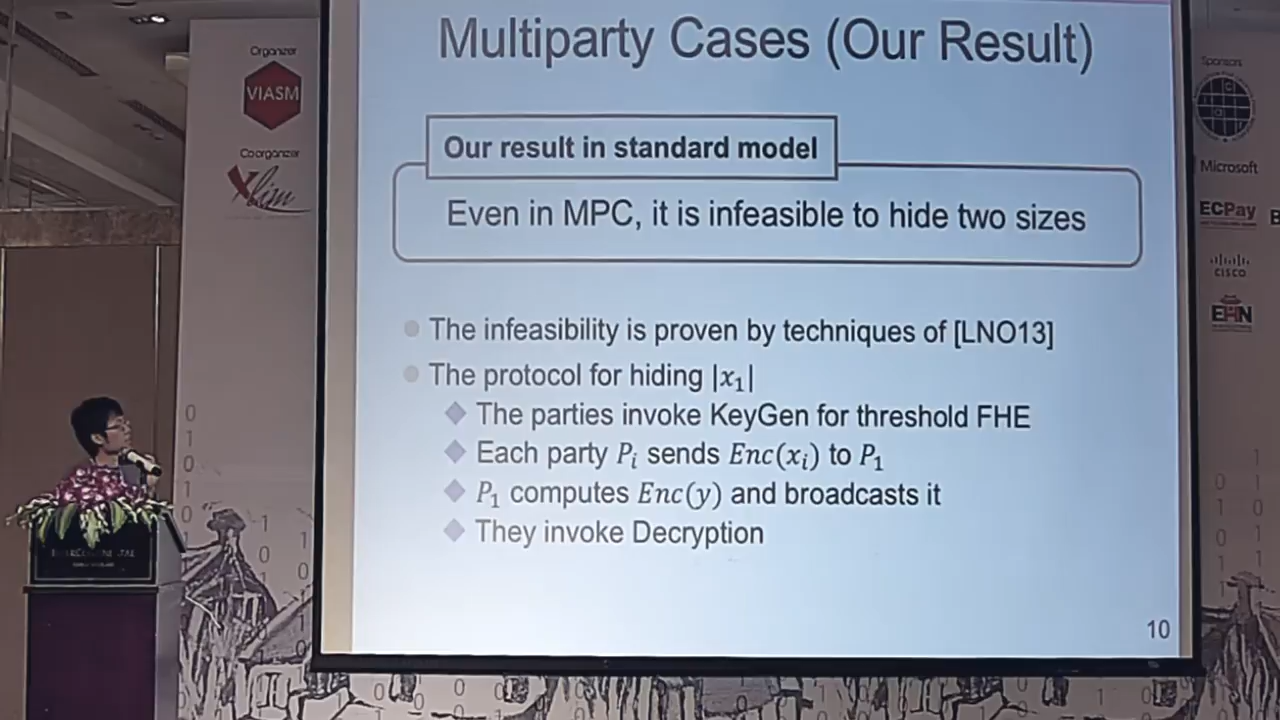 Multiparty Cases (Our Result)
Our result in standard model
Even in MPC, it is infeasible to hide two sizes
The infeasibility is proven by techniques of [LNO13]
The protocol for hiding |x₁|
The parties invoke KeyGen for threshold FHE
Each party Pᵢ sends Enc(xᵢ) to P₁
P₁ computes Enc(y) and broadcasts it
They invoke Decryption
10
Organizer
VIASM
Coorganizer
Xlim
Sponsors
Microsoft
ECPay
CISCO